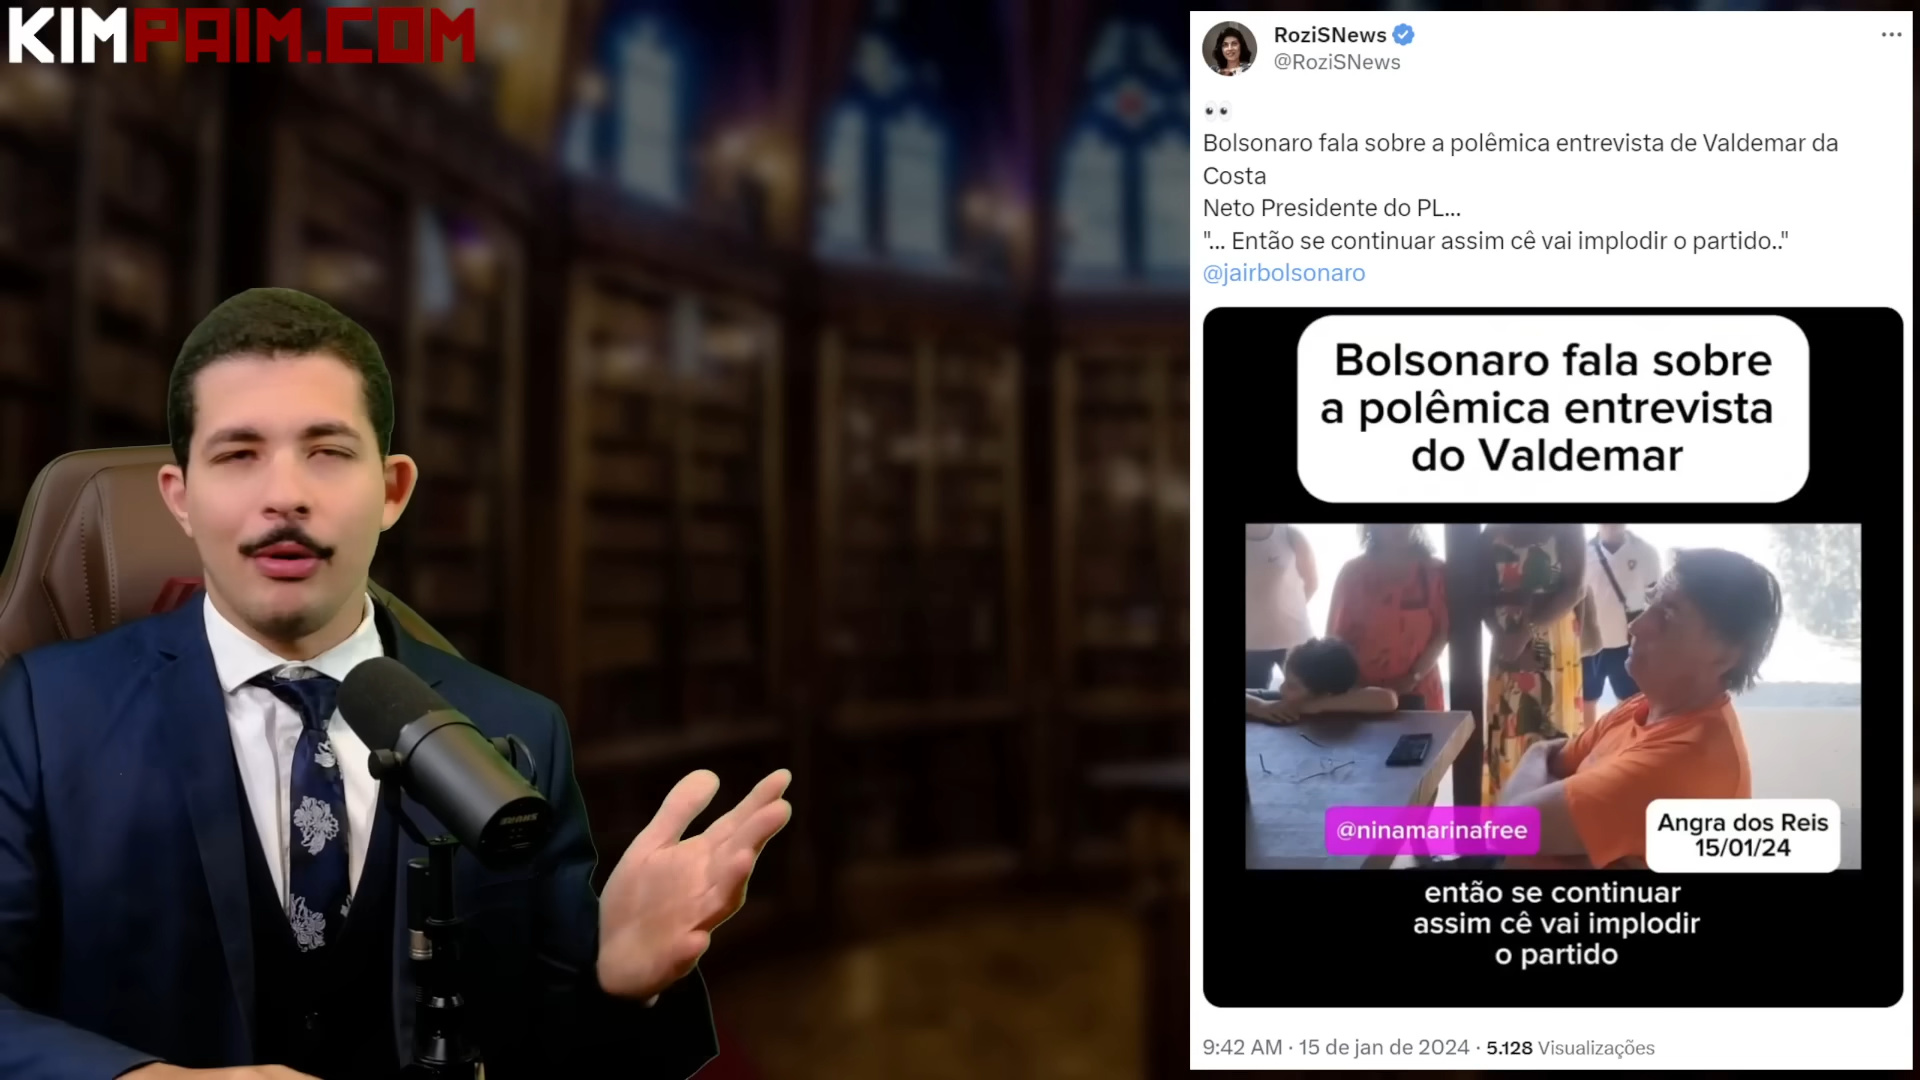 KIMPAIM.COM
RoziSNews
@RoziSNews
Bolsonaro fala sobre a polêmica entrevista de Valdemar da
Costa
Neto Presidente do PL...
"... Então se continuar assim cê vai implodir o partido.."
@jairbolsonaro
Bolsonaro fala sobre
a polêmica entrevista
do Valdemar
@ninamarinafree
Angra dos Reis
15/01/24
então se continuar
assim cê vai implodir
o partido
9:42 AM · 15 de jan de 2024 · 5.128 Visualizações
SHURE